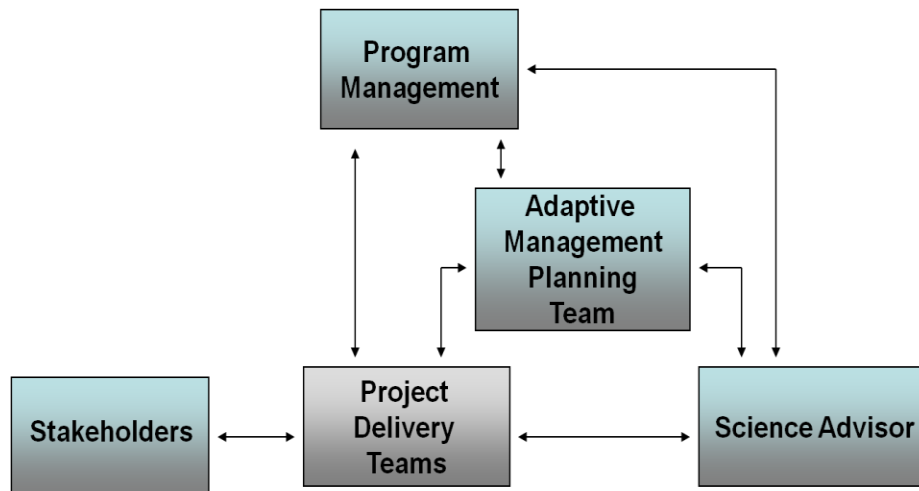 Program
Management
Adaptive
Management
Planning
Team
Stakeholders
Project
Delivery
Teams
Science Advisor